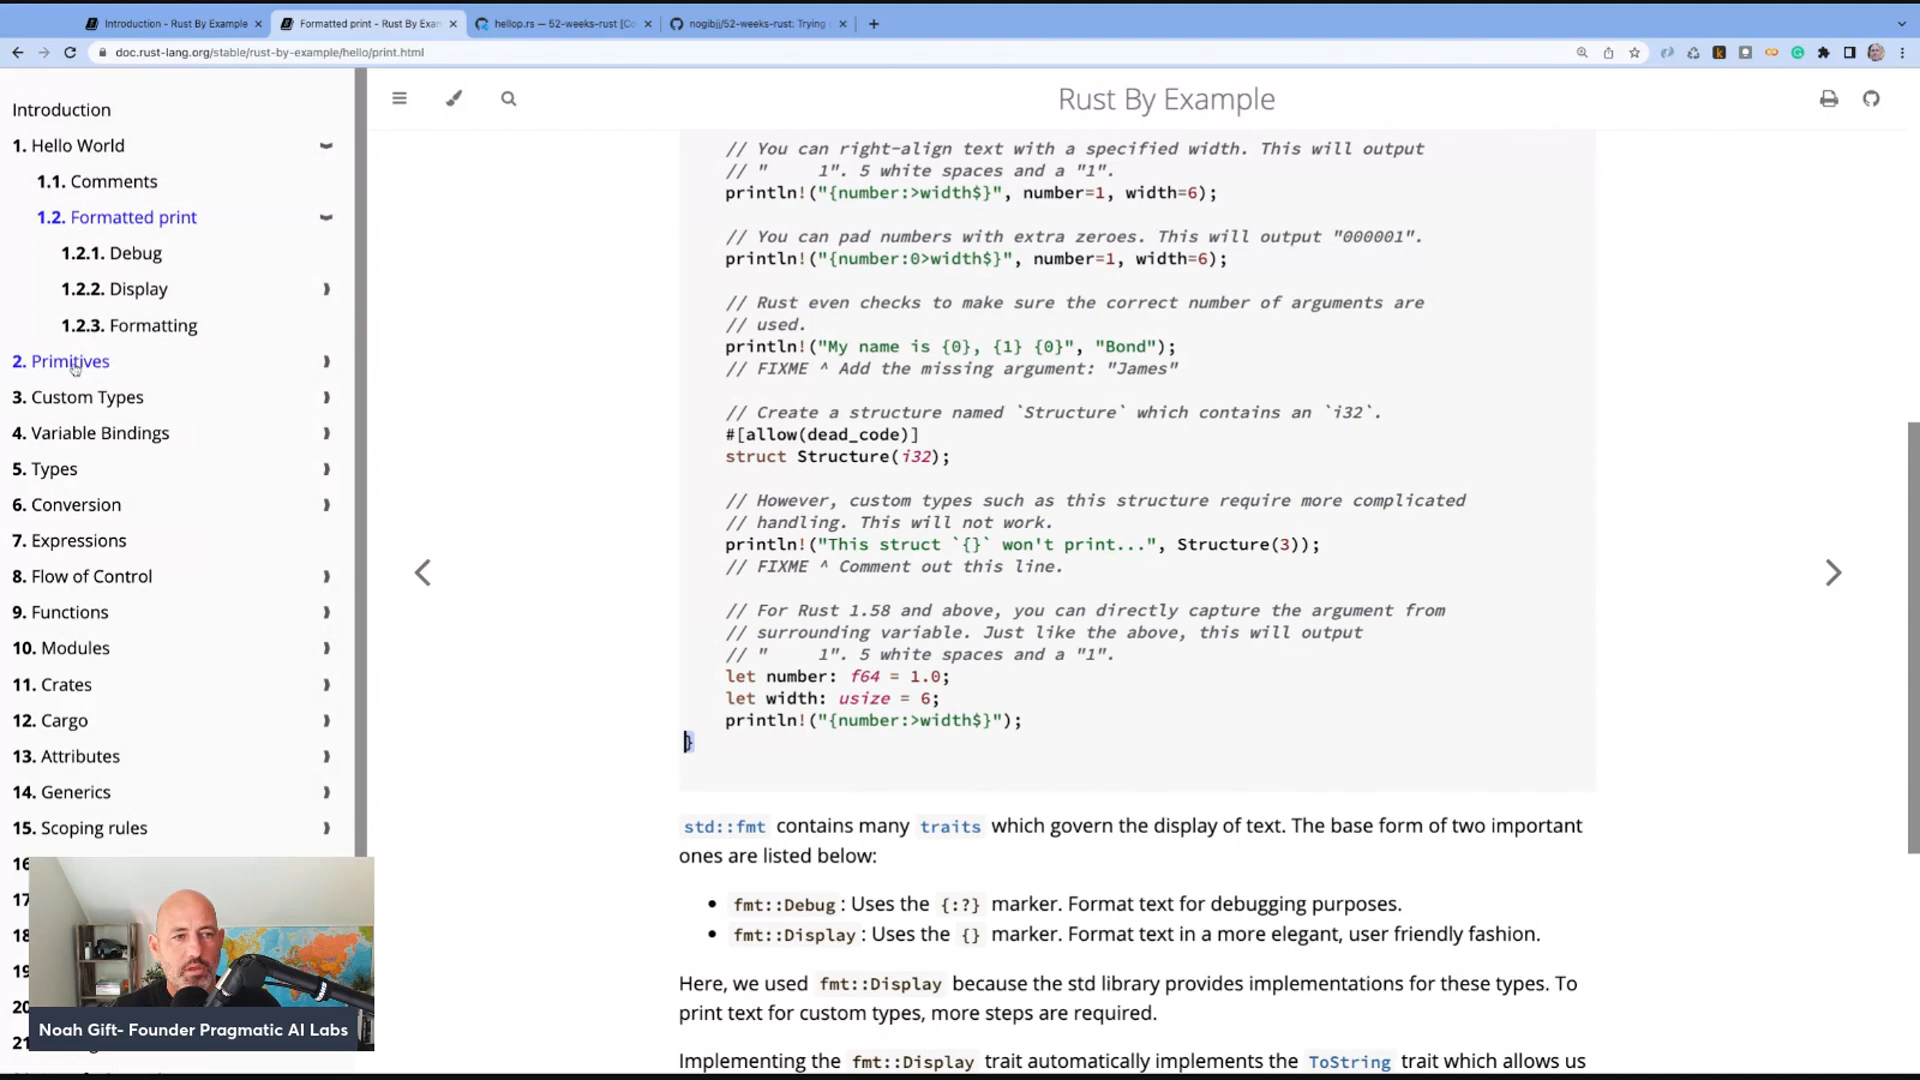 Introduction - Rust By Example
Formatted print - Rust By Exan
hellop.rs — 52-weeks-rust [Co
nogibjj/52-weeks-rust: Trying
doc.rust-lang.org/stable/rust-by-example/hello/print.html
Introduction
1. Hello World
1.1. Comments
1.2. Formatted print
1.2.1. Debug
1.2.2. Display
1.2.3. Formatting
2. Primitives
3. Custom Types
4. Variable Bindings
5. Types
6. Conversion
7. Expressions
8. Flow of Control
9. Functions
10. Modules
11. Crates
12. Cargo
13. Attributes
14. Generics
15. Scoping rules
16
17
18
19
20
21
Noah Gift- Founder Pragmatic AI Labs
Rust By Example
// You can right-align text with a specified width. This will output
// "     1". 5 white spaces and a "1".
println!("{number:>width$}", number=1, width=6);
// You can pad numbers with extra zeroes. This will output "000001".
println!("{number:0>width$}", number=1, width=6);
// Rust even checks to make sure the correct number of arguments are
// used.
println!("My name is {0}, {1} {0}", "Bond");
// FIXME ^ Add the missing argument: "James"
// Create a structure named `Structure` which contains an `i32`.
#[allow(dead_code)]
struct Structure(i32);
// However, custom types such as this structure require more complicated
// handling. This will not work.
println!("This struct `{}` won't print...", Structure(3));
// FIXME ^ Comment out this line.
// For Rust 1.58 and above, you can directly capture the argument from
// surrounding variable. Just like the above, this will output
// "     1". 5 white spaces and a "1".
let number: f64 = 1.0;
let width: usize = 6;
println!("{number:>width$}");
}
std::fmt contains many traits which govern the display of text. The base form of two important
ones are listed below:
• fmt::Debug: Uses the {:?} marker. Format text for debugging purposes.
• fmt::Display: Uses the {} marker. Format text in a more elegant, user friendly fashion.
Here, we used fmt::Display because the std library provides implementations for these types. To
print text for custom types, more steps are required.
Implementing the fmt::Display trait automatically implements the ToString trait which allows us